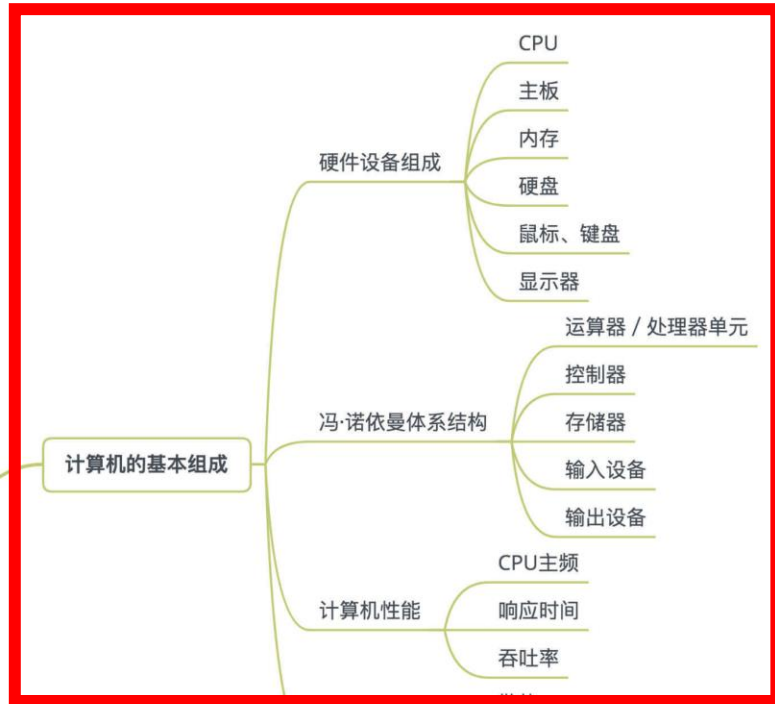 CPU
主板
内存
硬件设备组成
硬盘
鼠标、键盘
显示器
运算器 / 处理器单元
控制器
冯·诺依曼体系结构
存储器
计算机的基本组成
输入设备
输出设备
CPU主频
计算机性能
响应时间
吞吐率